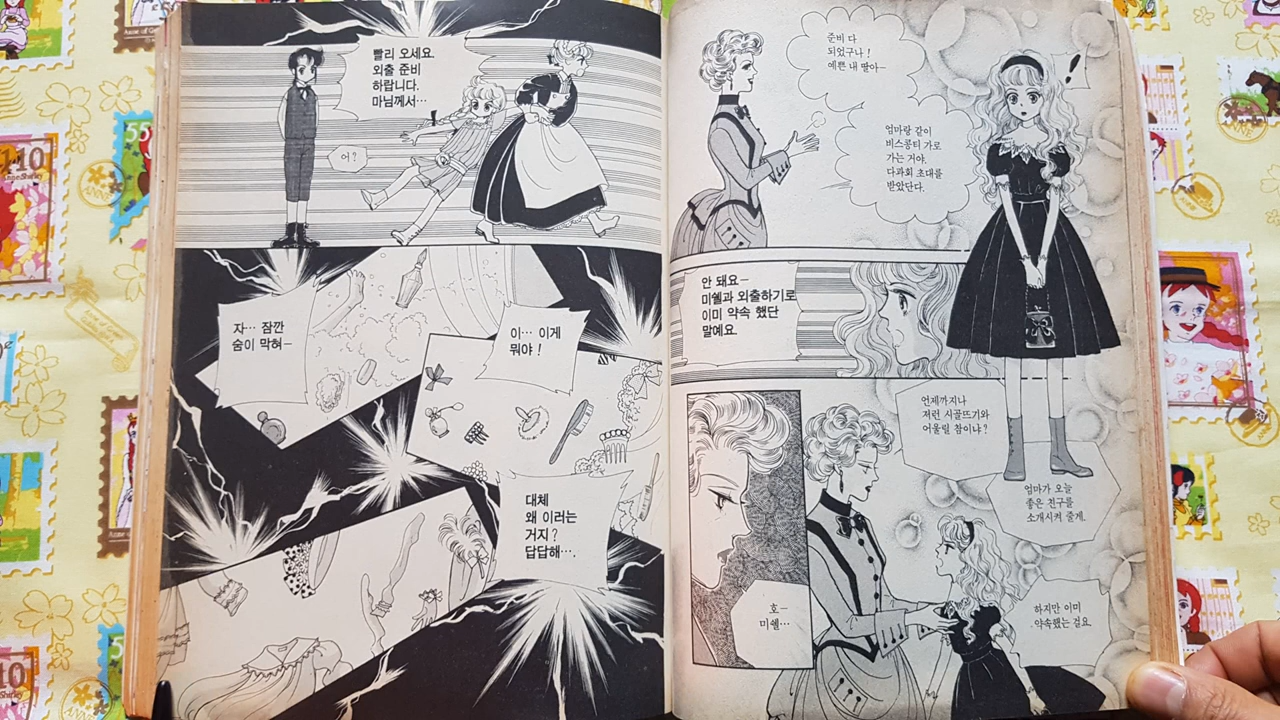 빨리 오세요.
외출 준비
하랍니다.
마님께서…
어?
자… 잠깐
숨이 막혀—
이… 이게
뭐야!
대체
왜 이러는
거지?
답답해….
준비 다
되었구나!
예쁜 내 딸아—
엄마랑 같이
비스콩티 가로
가는 거야.
다과회 초대를
받았단다.
!
안 돼요—
미쉘과 외출하기로
이미 약속 했단
말예요.
언제까지나
저런 시골뜨기와
어울릴 참이냐?
엄마가 오늘
좋은 친구를
소개시켜 줄게.
호—
미쉘…
하지만 이미
약속했는 걸요.
110
55
10